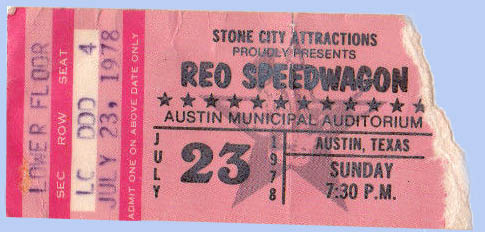 LOWER FLOOR
SEC ROW SEAT
LC DDD 4
JULY 23, 1978
ADMIT ONE ON ABOVE DATE ONLY
STONE CITY ATTRACTIONS
PROUDLY PRESENTS
REO SPEEDWAGON
AUSTIN MUNICIPAL AUDITORIUM
JULY
23
1978
AUSTIN, TEXAS
SUNDAY
7:30 P.M.